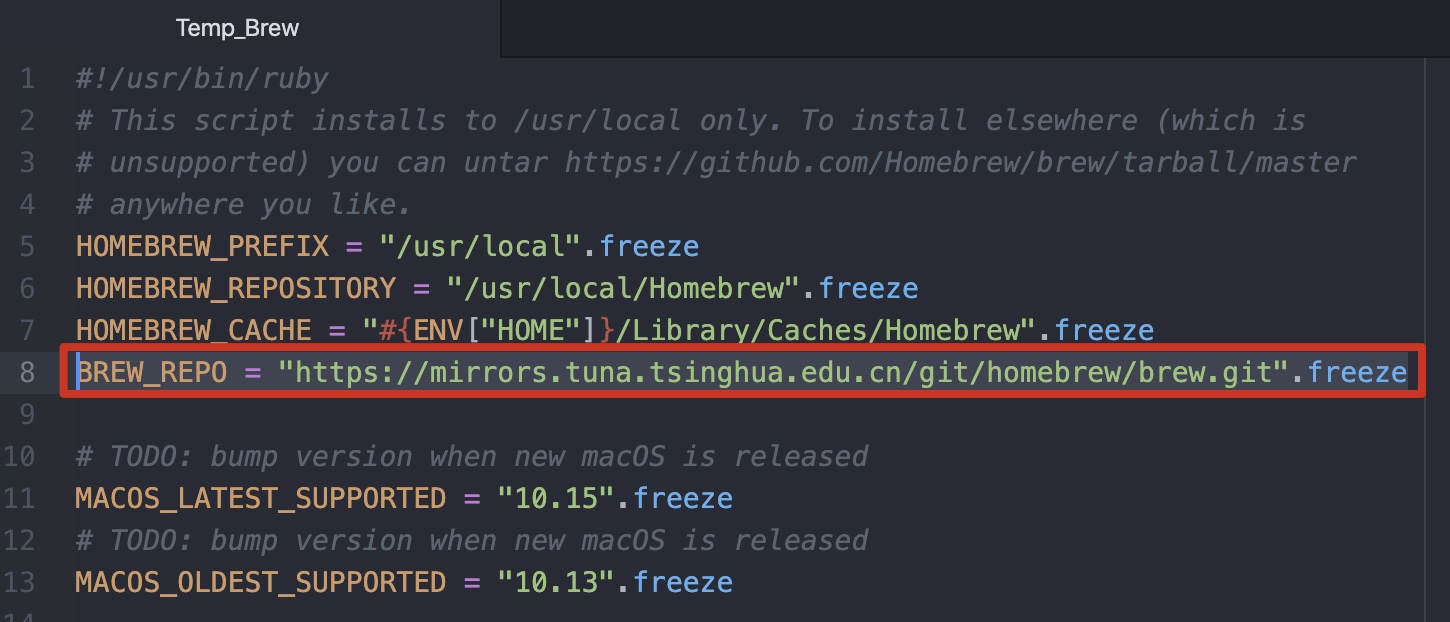 Temp_Brew
1 #!/usr/bin/ruby
2 # This script installs to /usr/local only. To install elsewhere (which is
3 # unsupported) you can untar https://github.com/Homebrew/brew/tarball/master
4 # anywhere you like.
5 HOMEBREW_PREFIX = "/usr/local".freeze
6 HOMEBREW_REPOSITORY = "/usr/local/Homebrew".freeze
7 HOMEBREW_CACHE = "#{ENV["HOME"]}/Library/Caches/Homebrew".freeze
8 BREW_REPO = "https://mirrors.tuna.tsinghua.edu.cn/git/homebrew/brew.git".freeze
9
10 # TODO: bump version when new macOS is released
11 MACOS_LATEST_SUPPORTED = "10.15".freeze
12 # TODO: bump version when new macOS is released
13 MACOS_OLDEST_SUPPORTED = "10.13".freeze
14